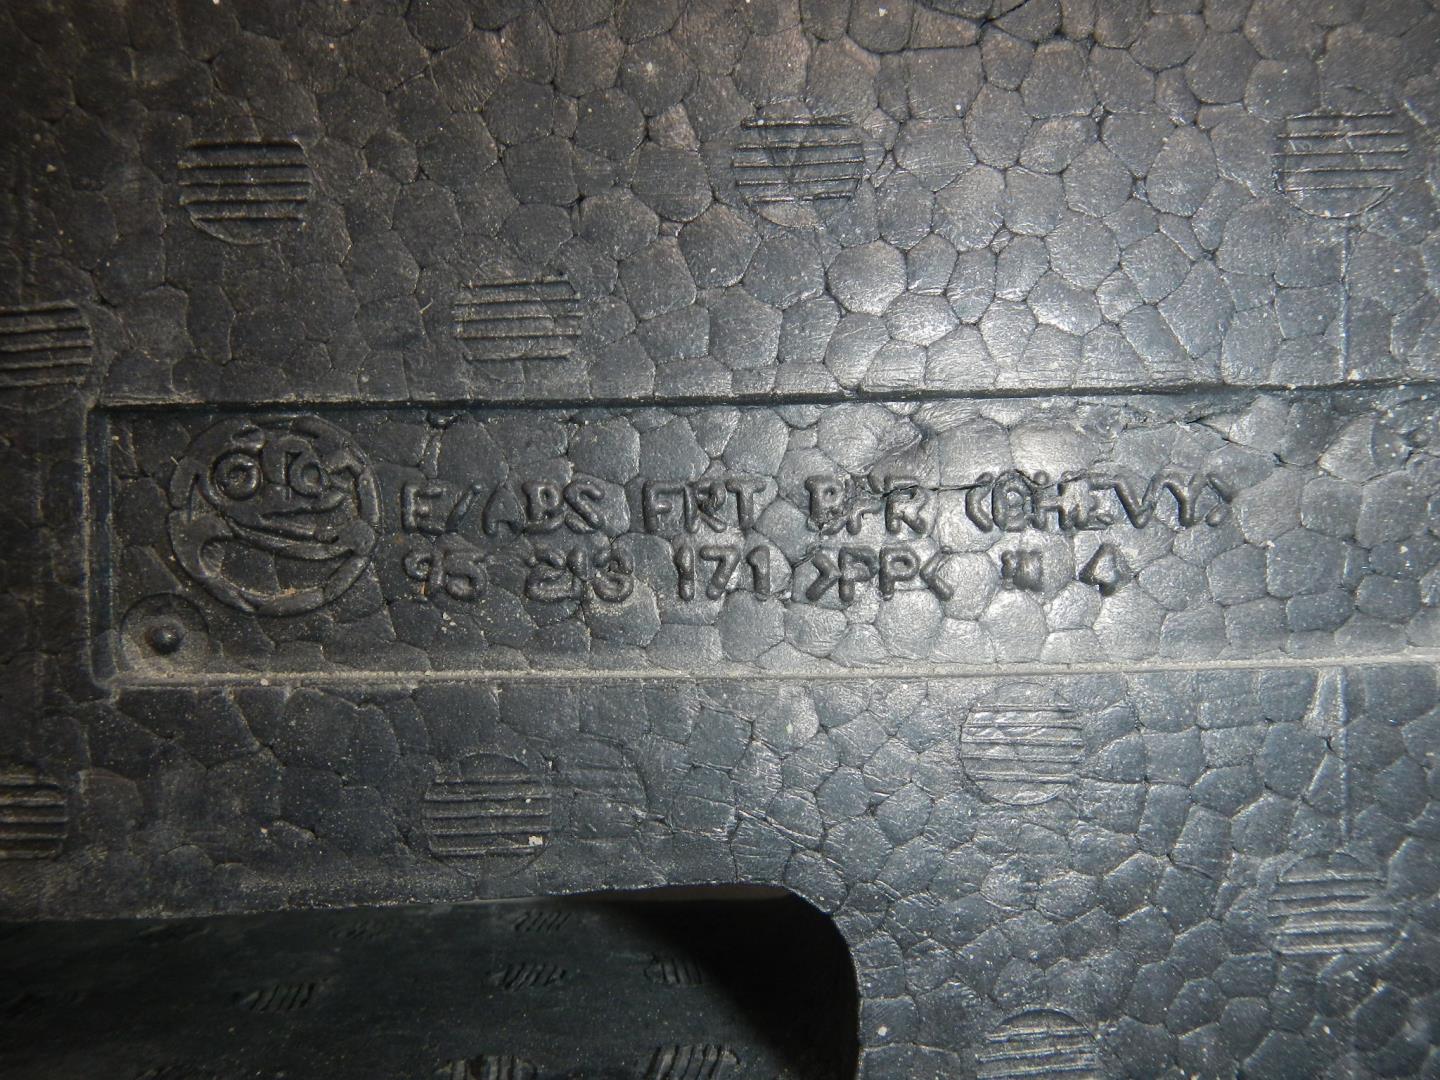 E/ABS FRT BPR (CHEVY)
95 213 171 >PP< 4